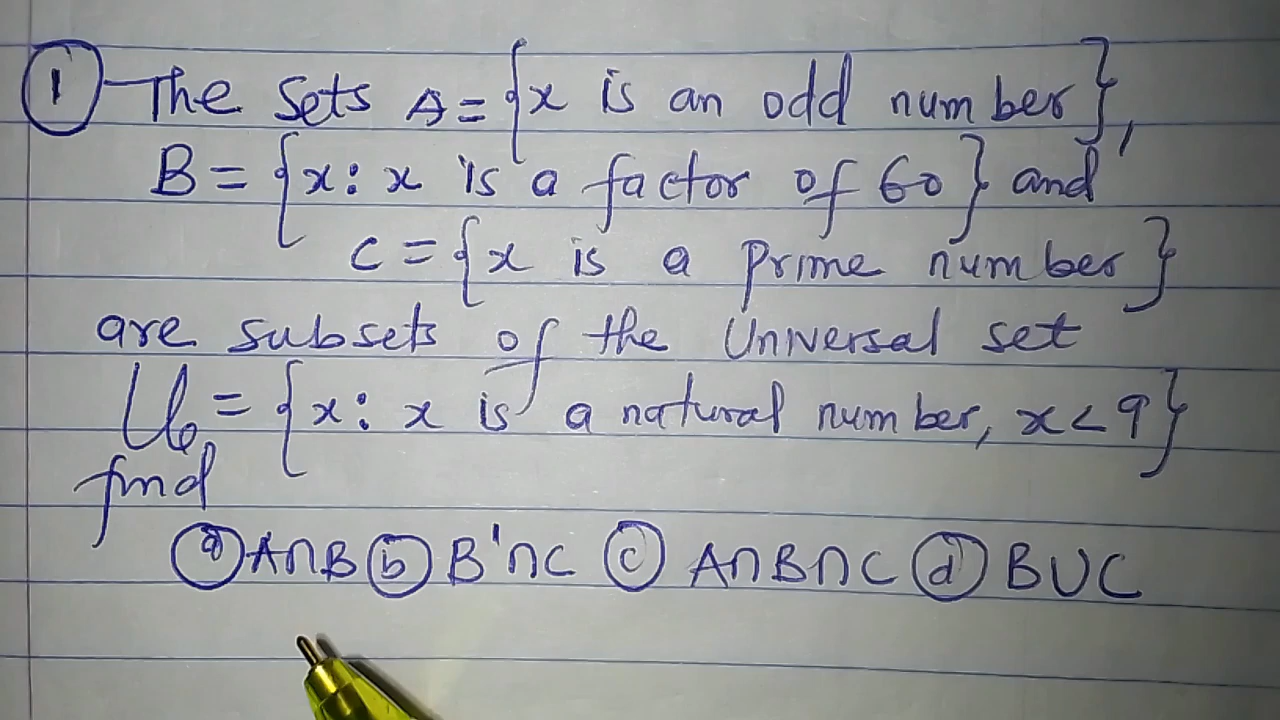 ① The Sets A = {x is an odd number},
B = {x: x is a factor of 60} and
C = {x is a prime number}
are subsets of the Universal set
U = {x: x is a natural number, x < 9}
find
ⓐ A∩B ⓑ B'∩C ⓒ A∩B∩C ⓓ B∪C